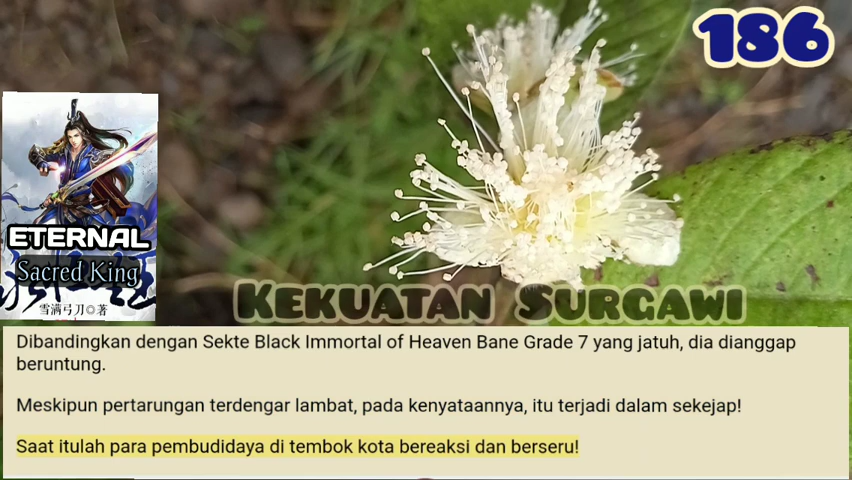 186
ETERNAL
Sacred King
雪满弓刀◎著
KEKUATAN SURGAWI
Dibandingkan dengan Sekte Black Immortal of Heaven Bane Grade 7 yang jatuh, dia dianggap
beruntung.
Meskipun pertarungan terdengar lambat, pada kenyataannya, itu terjadi dalam sekejap!
Saat itulah para pembudidaya di tembok kota bereaksi dan berseru!